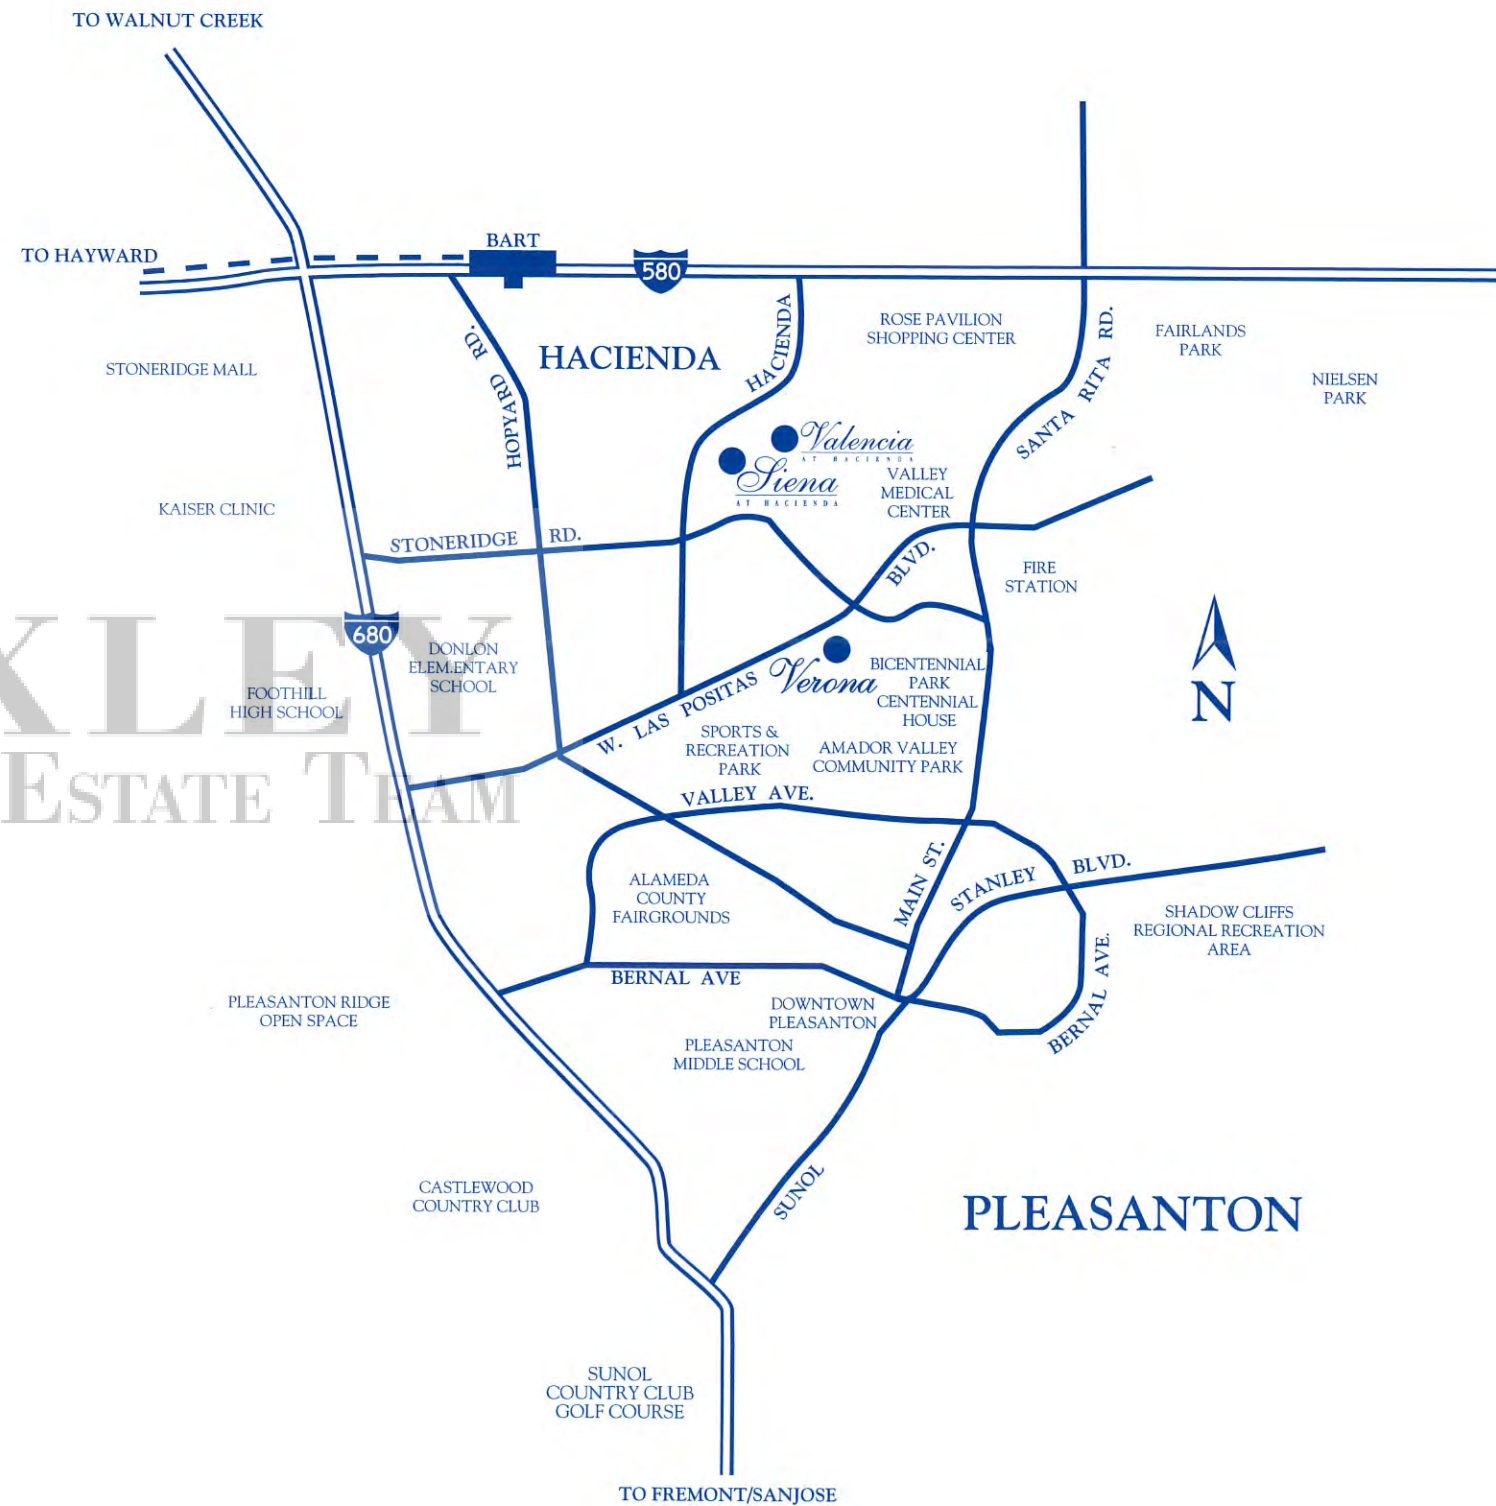 TO WALNUT CREEK
BART
TO HAYWARD
580
HACIENDA
ROSE PAVILION
SHOPPING CENTER
SANTA RITA RD.
FAIRLANDS
PARK
STONERIDGE MALL
HOPYARD RD.
HACIENDA
NIELSEN
PARK
Valencia
AT HACIENDA
Siena
AT HACIENDA
VALLEY
MEDICAL
CENTER
KAISER CLINIC
STONERIDGE RD.
FIRE
STATION
680
DONLON
ELEM.ENTARY
SCHOOL
FOOTHILL
HIGH SCHOOL
XLEY
ESTATE TEAM
W. LAS POSITAS BLVD.
Verona
BICENTENNIAL
PARK
CENTENNIAL
HOUSE
N
SPORTS &
RECREATION
PARK
AMADOR VALLEY
COMMUNITY PARK
VALLEY AVE.
MAIN ST.
STANLEY BLVD.
ALAMEDA
COUNTY
FAIRGROUNDS
SHADOW CLIFFS
REGIONAL RECREATION
AREA
BERNAL AVE
BERNAL AVE.
PLEASANTON RIDGE
OPEN SPACE
DOWNTOWN
PLEASANTON
PLEASANTON
MIDDLE SCHOOL
CASTLEWOOD
COUNTRY CLUB
SUNOL
PLEASANTON
SUNOL
COUNTRY CLUB
GOLF COURSE
TO FREMONT/SANJOSE